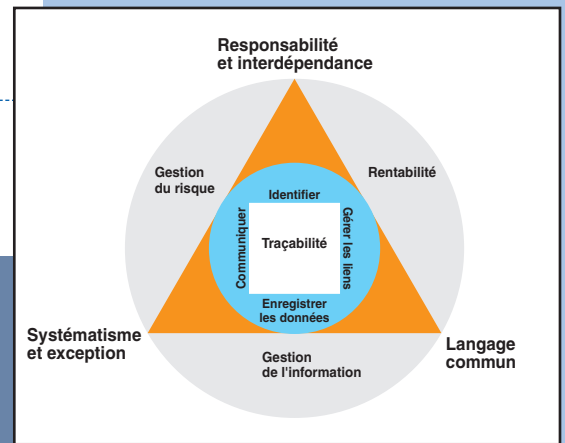 Responsabilité
et interdépendance
Gestion
du risque
Rentabilité
Identifier
Communiquer
Traçabilité
Gérer les liens
Enregistrer
les données
Systématisme
et exception
Langage
commun
Gestion
de l'information